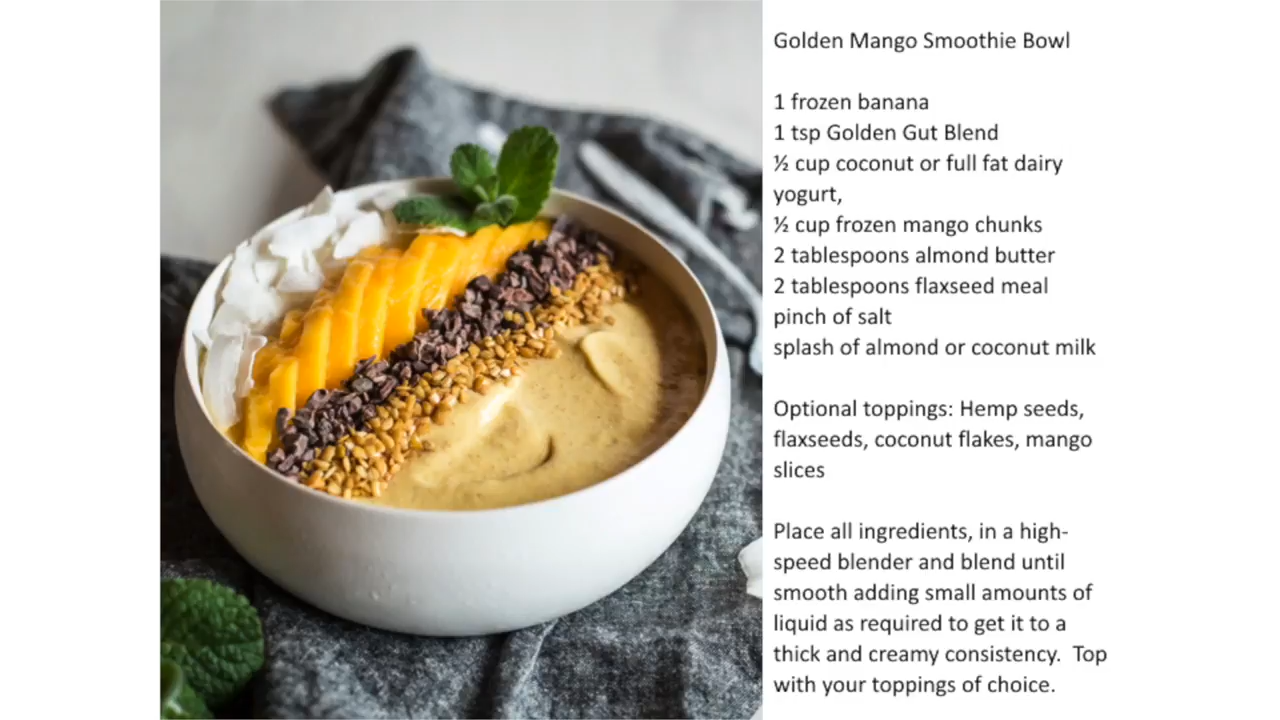 Golden Mango Smoothie Bowl
1 frozen banana
1 tsp Golden Gut Blend
½ cup coconut or full fat dairy
yogurt,
½ cup frozen mango chunks
2 tablespoons almond butter
2 tablespoons flaxseed meal
pinch of salt
splash of almond or coconut milk
Optional toppings: Hemp seeds,
flaxseeds, coconut flakes, mango
slices
Place all ingredients, in a high-
speed blender and blend until
smooth adding small amounts of
liquid as required to get it to a
thick and creamy consistency.  Top
with your toppings of choice.